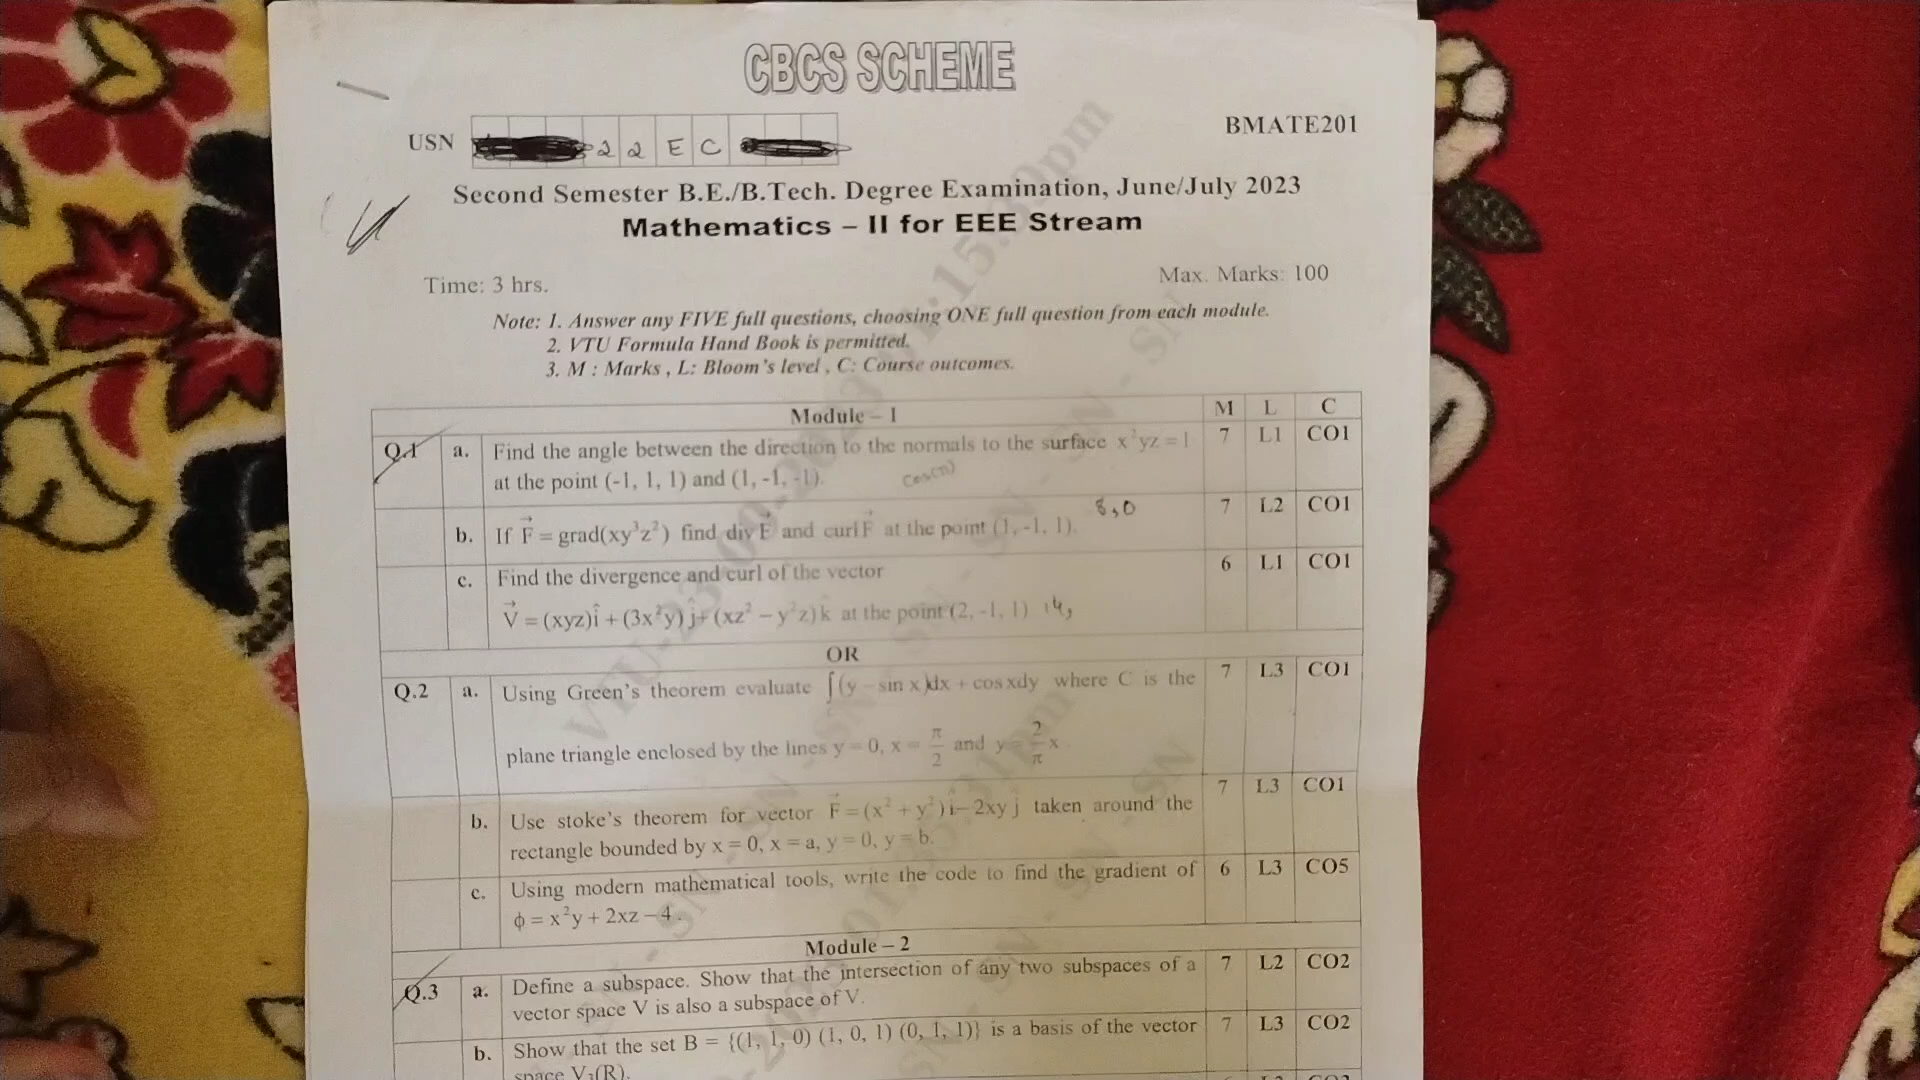 CBCS SCHEME
USN 22EC
BMATE201
Second Semester B.E./B.Tech. Degree Examination, June/July 2023
Mathematics – II for EEE Stream
Time: 3 hrs.
Max. Marks: 100
Note: 1. Answer any FIVE full questions, choosing ONE full question from each module.
2. VTU Formula Hand Book is permitted.
3. M : Marks , L: Bloom's level , C: Course outcomes.
Module – 1 M L C
Q.1 a. Find the angle between the direction to the normals to the surface x²yz = 1 7 L1 CO1
at the point (-1, 1, 1) and (1, -1, -1).
8,0
b. If F⃗ = grad(xy³z²) find div F⃗ and curl F⃗ at the point (1, -1, 1). 7 L2 CO1
c. Find the divergence and curl of the vector 6 L1 CO1
V⃗ = (xyz)î + (3x²y)ĵ + (xz² – y²z)k̂ at the point (2, -1, 1) 14,
OR
Q.2 a. Using Green's theorem evaluate ∫(y – sin x)dx + cos xdy where C is the 7 L3 CO1
plane triangle enclosed by the lines y = 0, x = π/2 and y = 2/π x
b. Use stoke's theorem for vector F⃗ = (x² + y²)i – 2xy j taken around the 7 L3 CO1
rectangle bounded by x = 0, x = a, y = 0, y = b.
c. Using modern mathematical tools, write the code to find the gradient of 6 L3 CO5
ϕ = x²y + 2xz – 4.
Module – 2
Q.3 a. Define a subspace. Show that the intersection of any two subspaces of a 7 L2 CO2
vector space V is also a subspace of V.
b. Show that the set B = {(1, 1, 0) (1, 0, 1) (0, 1, 1)} is a basis of the vector 7 L3 CO2
space V₃(R).